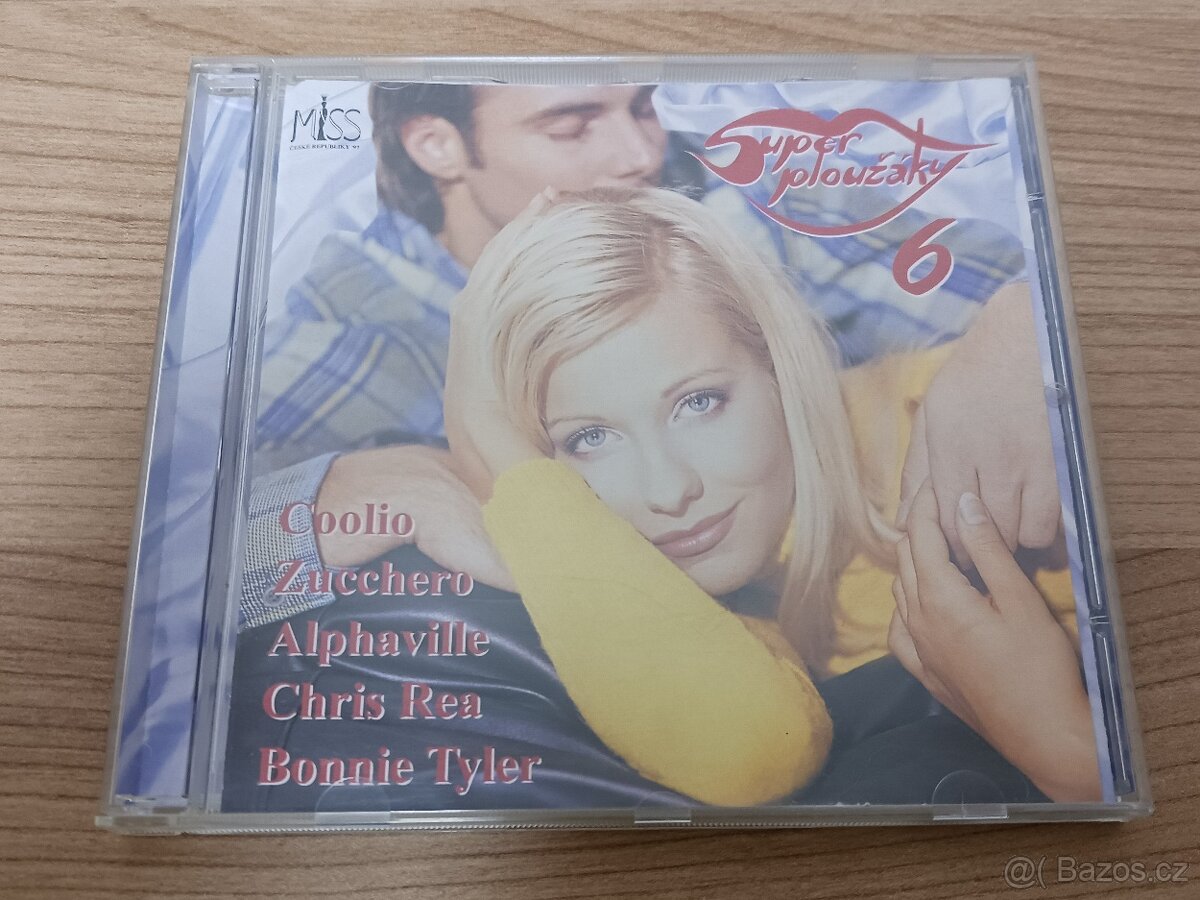 MISS
ČESKÉ REPUBLIKY '97
Super
ploužáky
6
Coolio
Zucchero
Alphaville
Chris Rea
Bonnie Tyler
@( Bazos.cz